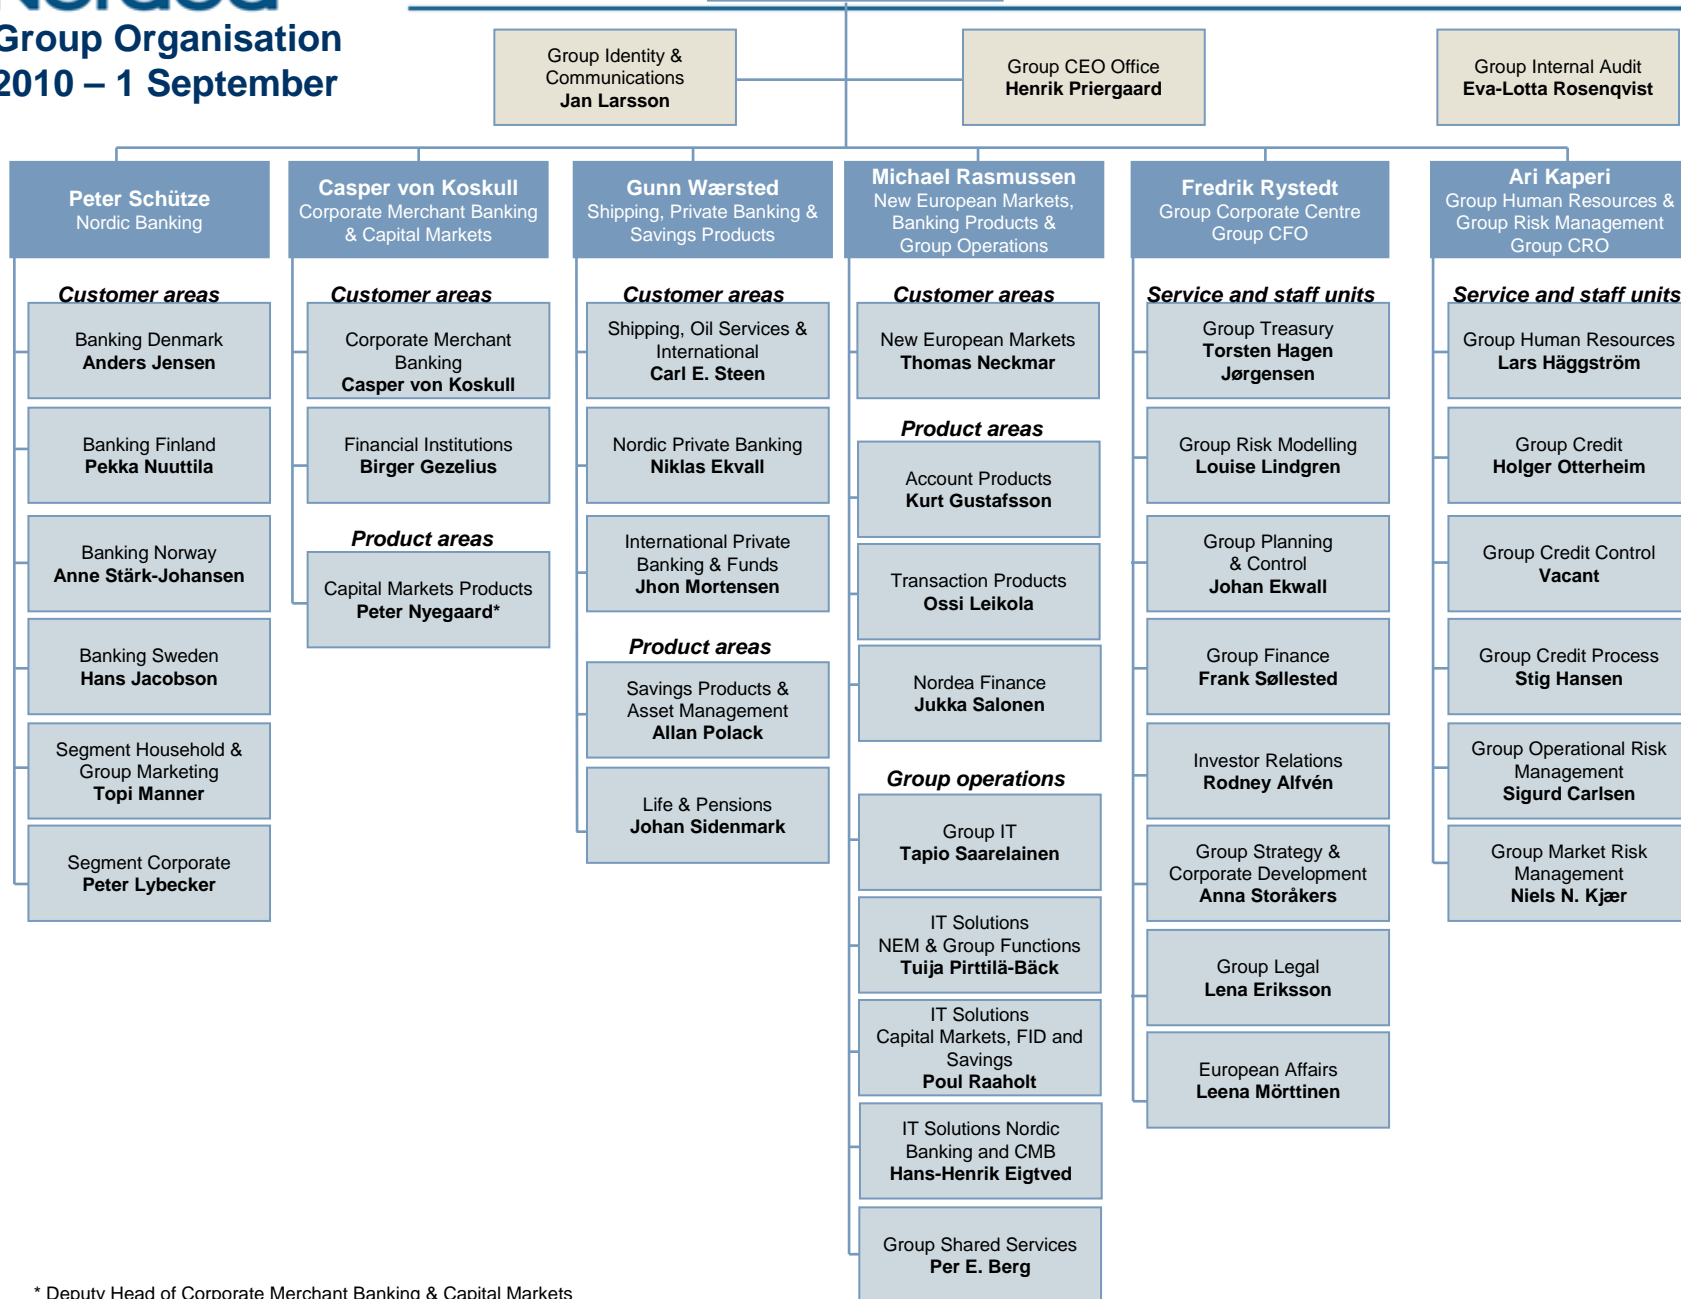 Nordea
Group Organisation
2010 – 1 September
Group Identity &
Communications
Jan Larsson
Group CEO Office
Henrik Priergaard
Group Internal Audit
Eva-Lotta Rosenqvist
Peter Schütze
Nordic Banking
Customer areas
Banking Denmark
Anders Jensen
Banking Finland
Pekka Nuuttila
Banking Norway
Anne Stärk-Johansen
Banking Sweden
Hans Jacobson
Segment Household &
Group Marketing
Topi Manner
Segment Corporate
Peter Lybecker
Casper von Koskull
Corporate Merchant Banking
& Capital Markets
Customer areas
Corporate Merchant
Banking
Casper von Koskull
Financial Institutions
Birger Gezelius
Product areas
Capital Markets Products
Peter Nyegaard*
Gunn Wærsted
Shipping, Private Banking &
Savings Products
Customer areas
Shipping, Oil Services &
International
Carl E. Steen
Nordic Private Banking
Niklas Ekvall
International Private
Banking & Funds
Jhon Mortensen
Product areas
Savings Products &
Asset Management
Allan Polack
Life & Pensions
Johan Sidenmark
Michael Rasmussen
New European Markets,
Banking Products &
Group Operations
Customer areas
New European Markets
Thomas Neckmar
Product areas
Account Products
Kurt Gustafsson
Transaction Products
Ossi Leikola
Nordea Finance
Jukka Salonen
Group operations
Group IT
Tapio Saarelainen
IT Solutions
NEM & Group Functions
Tuija Pirttilä-Bäck
IT Solutions
Capital Markets, FID and
Savings
Poul Raaholt
IT Solutions Nordic
Banking and CMB
Hans-Henrik Eigtved
Group Shared Services
Per E. Berg
Fredrik Rystedt
Group Corporate Centre
Group CFO
Service and staff units
Group Treasury
Torsten Hagen
Jørgensen
Group Risk Modelling
Louise Lindgren
Group Planning
& Control
Johan Ekwall
Group Finance
Frank Søllested
Investor Relations
Rodney Alfvén
Group Strategy &
Corporate Development
Anna Storåkers
Group Legal
Lena Eriksson
European Affairs
Leena Mörttinen
Ari Kaperi
Group Human Resources &
Group Risk Management
Group CRO
Service and staff units
Group Human Resources
Lars Häggström
Group Credit
Holger Otterheim
Group Credit Control
Vacant
Group Credit Process
Stig Hansen
Group Operational Risk
Management
Sigurd Carlsen
Group Market Risk
Management
Niels N. Kjær
* Deputy Head of Corporate Merchant Banking & Capital Markets